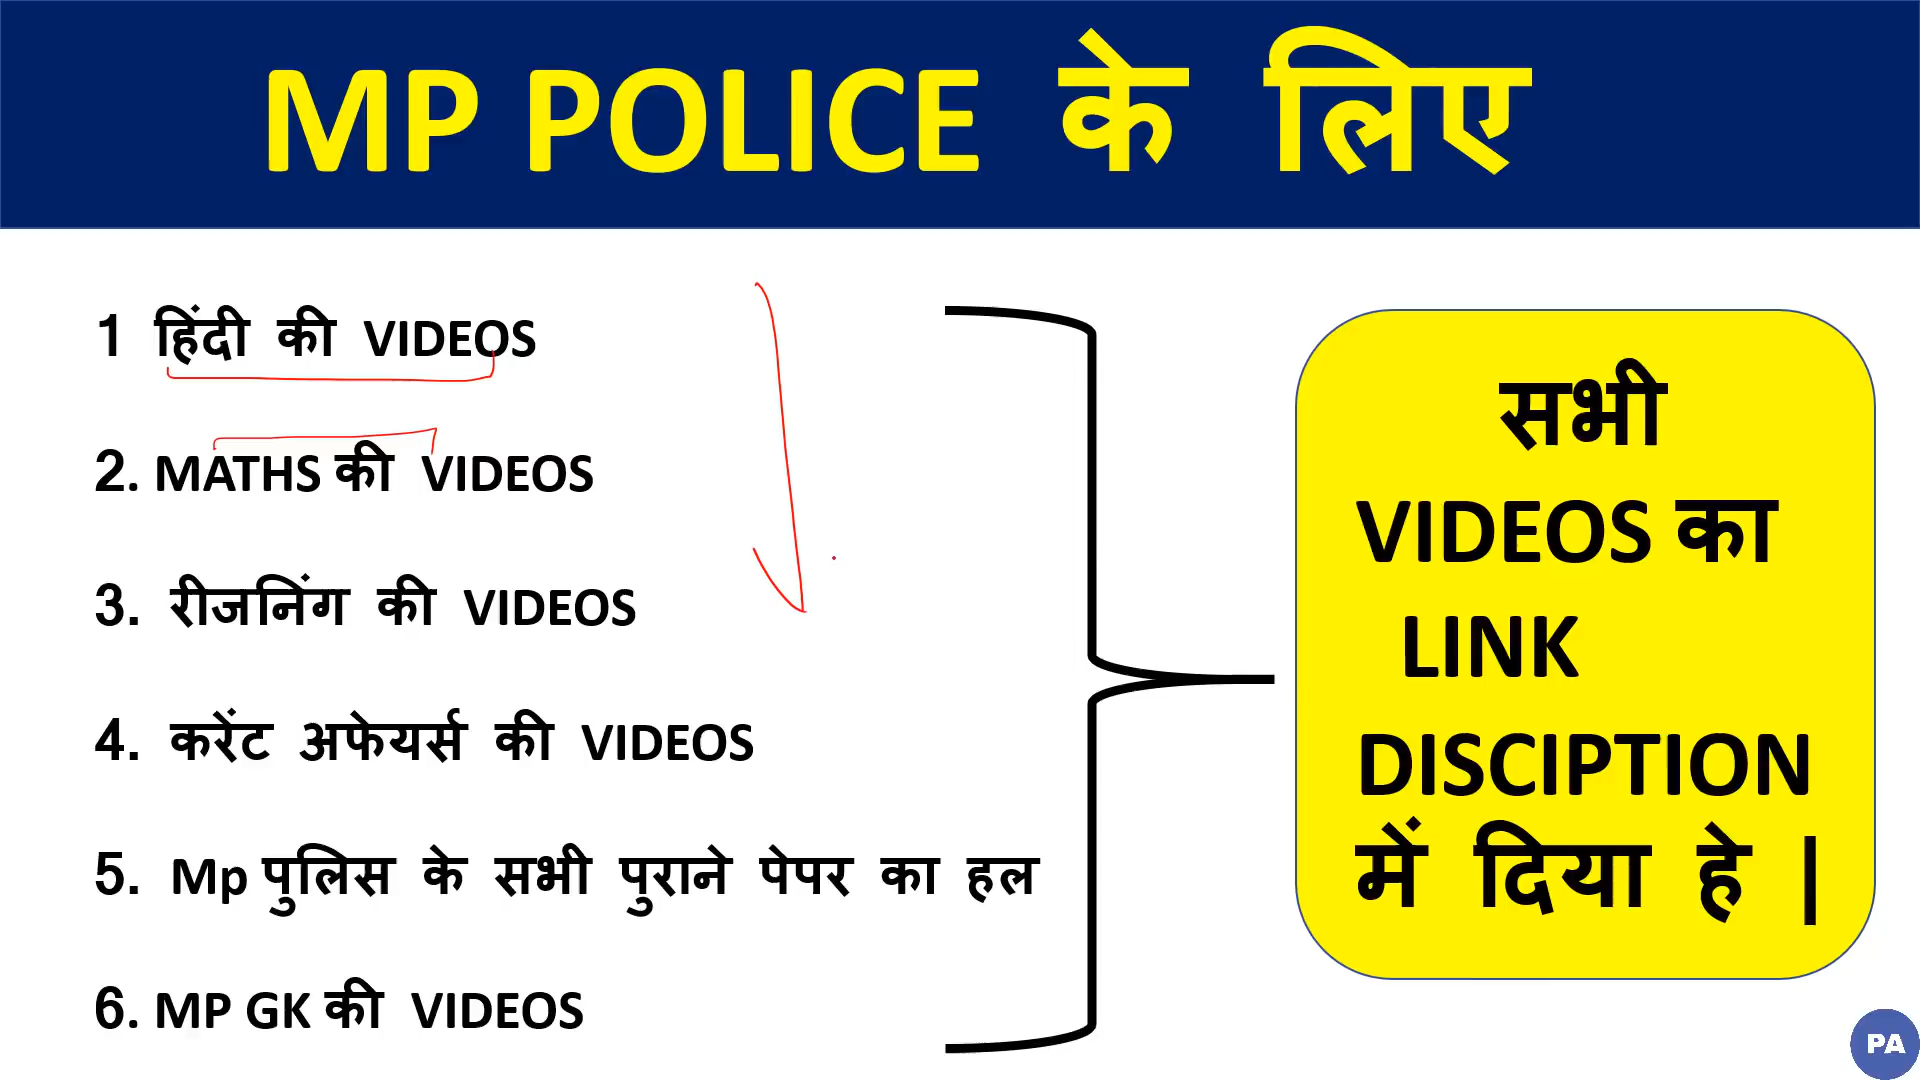 MP POLICE के लिए
1 हिंदी की VIDEOS
2. MATHS की VIDEOS
3. रीजनिंग की VIDEOS
4. करेंट अफेयर्स की VIDEOS
5. Mp पुलिस के सभी पुराने पेपर का हल
6. MP GK की VIDEOS
सभी
VIDEOS का
LINK
DISCIPTION
में दिया हे |
PA